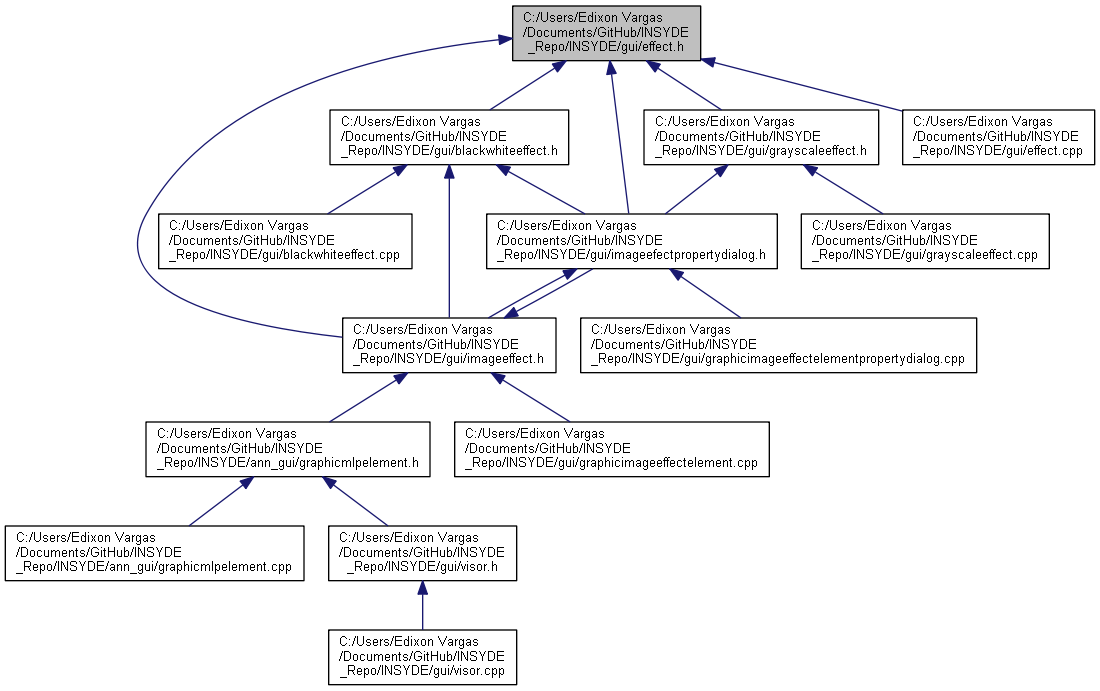 C:/Users/Edixon Vargas
/Documents/GitHub/INSYDE
_Repo/INSYDE/gui/effect.h
C:/Users/Edixon Vargas
/Documents/GitHub/INSYDE
_Repo/INSYDE/gui/blackwhiteeffect.h
C:/Users/Edixon Vargas
/Documents/GitHub/INSYDE
_Repo/INSYDE/gui/grayscaleeffect.h
C:/Users/Edixon Vargas
/Documents/GitHub/INSYDE
_Repo/INSYDE/gui/effect.cpp
C:/Users/Edixon Vargas
/Documents/GitHub/INSYDE
_Repo/INSYDE/gui/blackwhiteeffect.cpp
C:/Users/Edixon Vargas
/Documents/GitHub/INSYDE
_Repo/INSYDE/gui/imageefectpropertydialog.h
C:/Users/Edixon Vargas
/Documents/GitHub/INSYDE
_Repo/INSYDE/gui/grayscaleeffect.cpp
C:/Users/Edixon Vargas
/Documents/GitHub/INSYDE
_Repo/INSYDE/gui/imageeffect.h
C:/Users/Edixon Vargas
/Documents/GitHub/INSYDE
_Repo/INSYDE/gui/graphicimageeffectelementpropertydialog.cpp
C:/Users/Edixon Vargas
/Documents/GitHub/INSYDE
_Repo/INSYDE/ann_gui/graphicmlpelement.h
C:/Users/Edixon Vargas
/Documents/GitHub/INSYDE
_Repo/INSYDE/gui/graphicimageeffectelement.cpp
C:/Users/Edixon Vargas
/Documents/GitHub/INSYDE
_Repo/INSYDE/ann_gui/graphicmlpelement.cpp
C:/Users/Edixon Vargas
/Documents/GitHub/INSYDE
_Repo/INSYDE/gui/visor.h
C:/Users/Edixon Vargas
/Documents/GitHub/INSYDE
_Repo/INSYDE/gui/visor.cpp